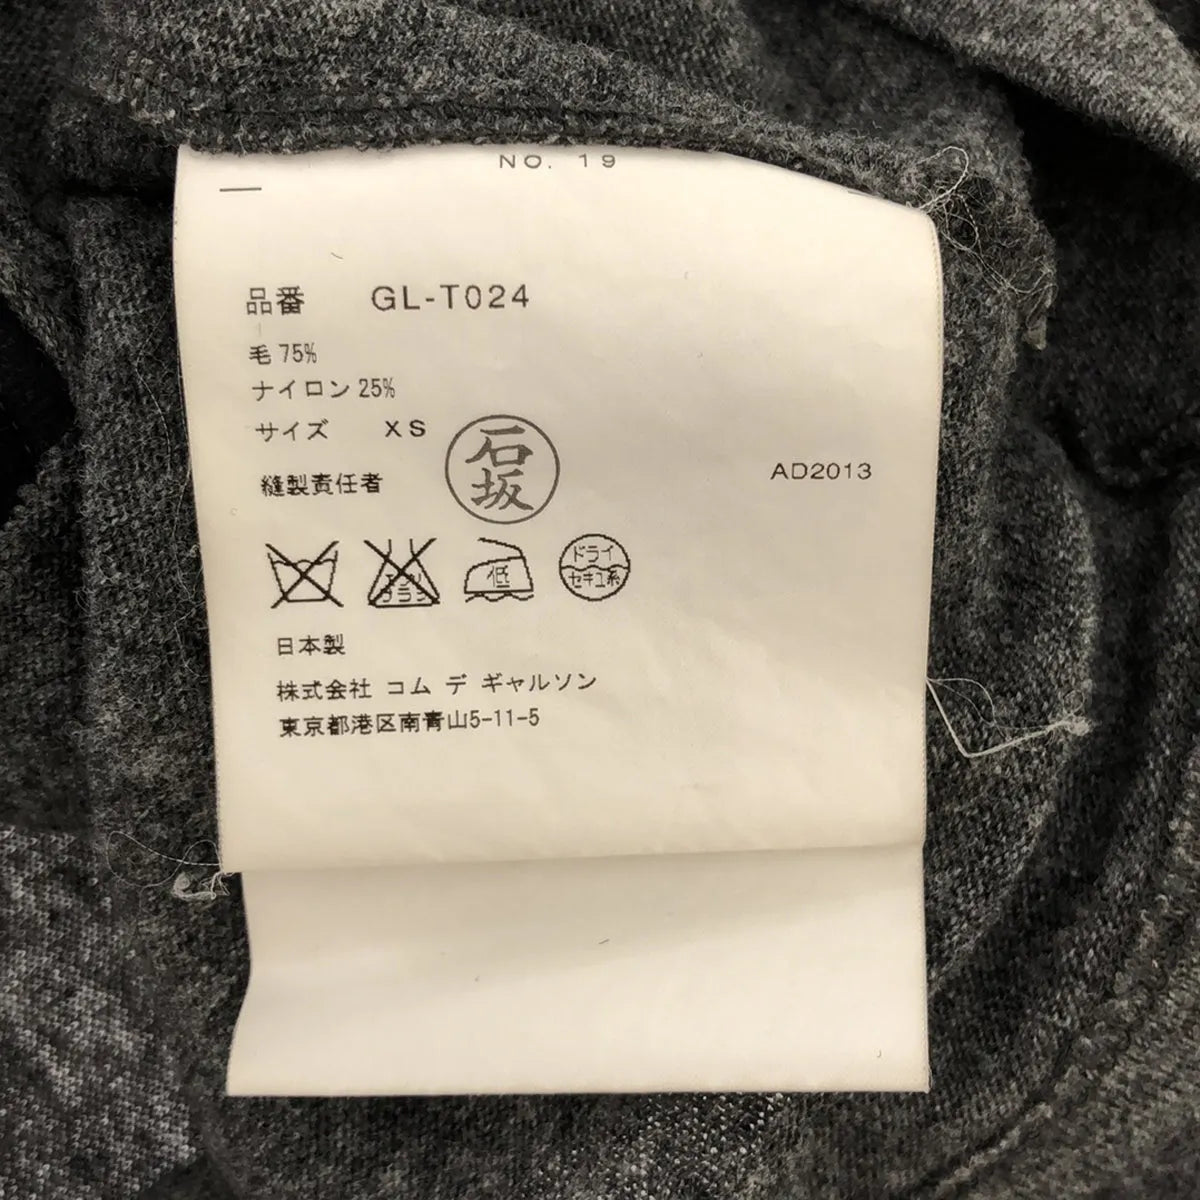 NO. 19
品番 GL-T024
毛 75%
ナイロン 25%
サイズ XS
縫製責任者 石坂
AD2013
エンソ
低
ドライ
セキユ系
日本製
株式会社 コム デ ギャルソン
東京都港区南青山5-11-5